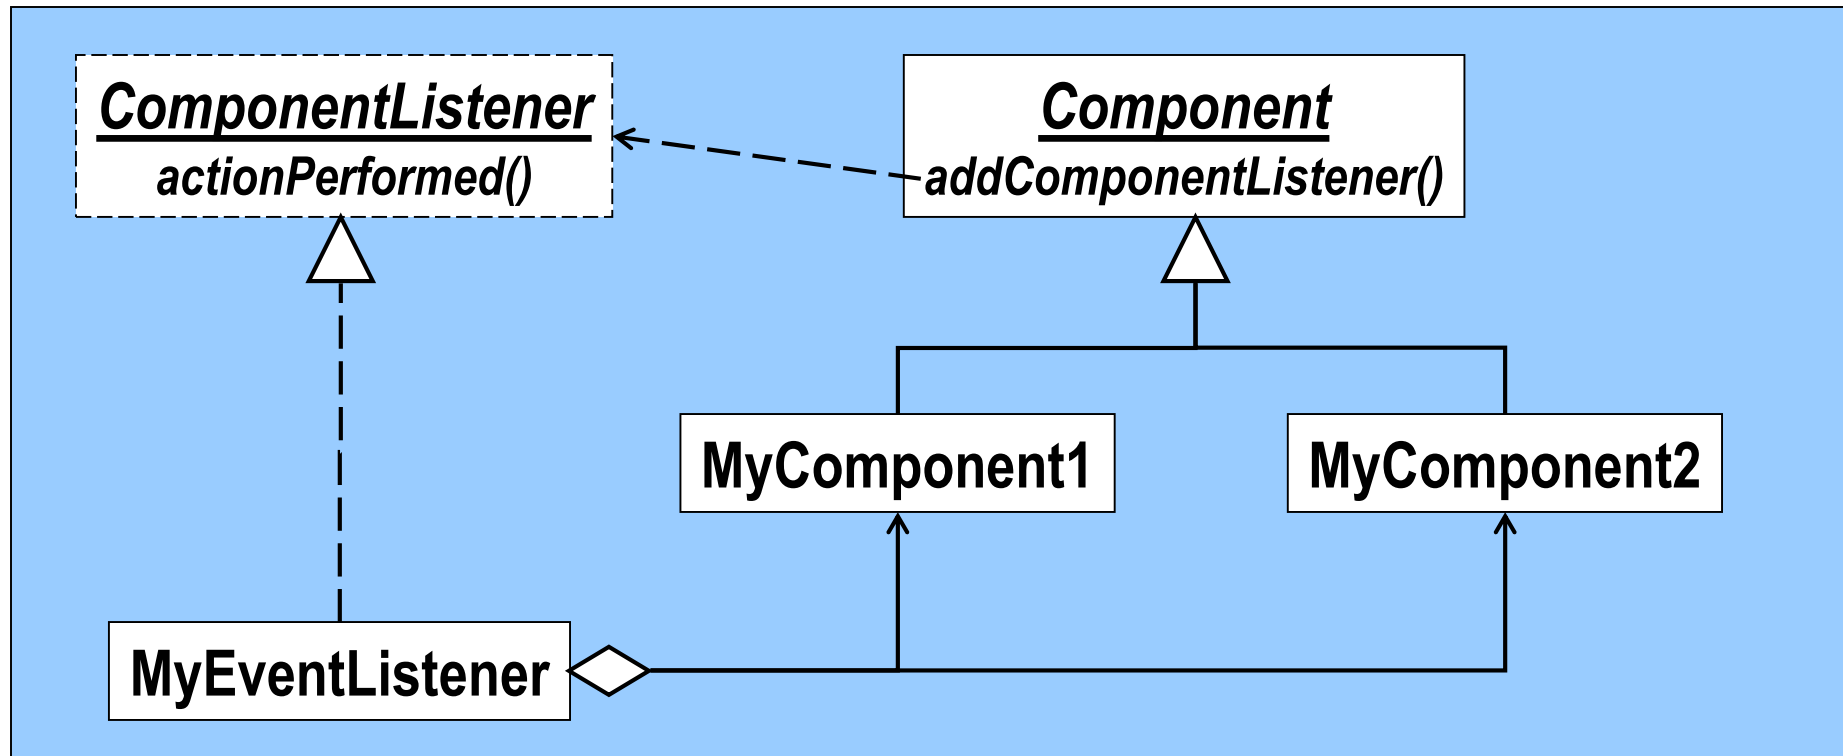 ComponentListener
actionPerformed()
Component
addComponentListener()
MyComponent1
MyComponent2
MyEventListener